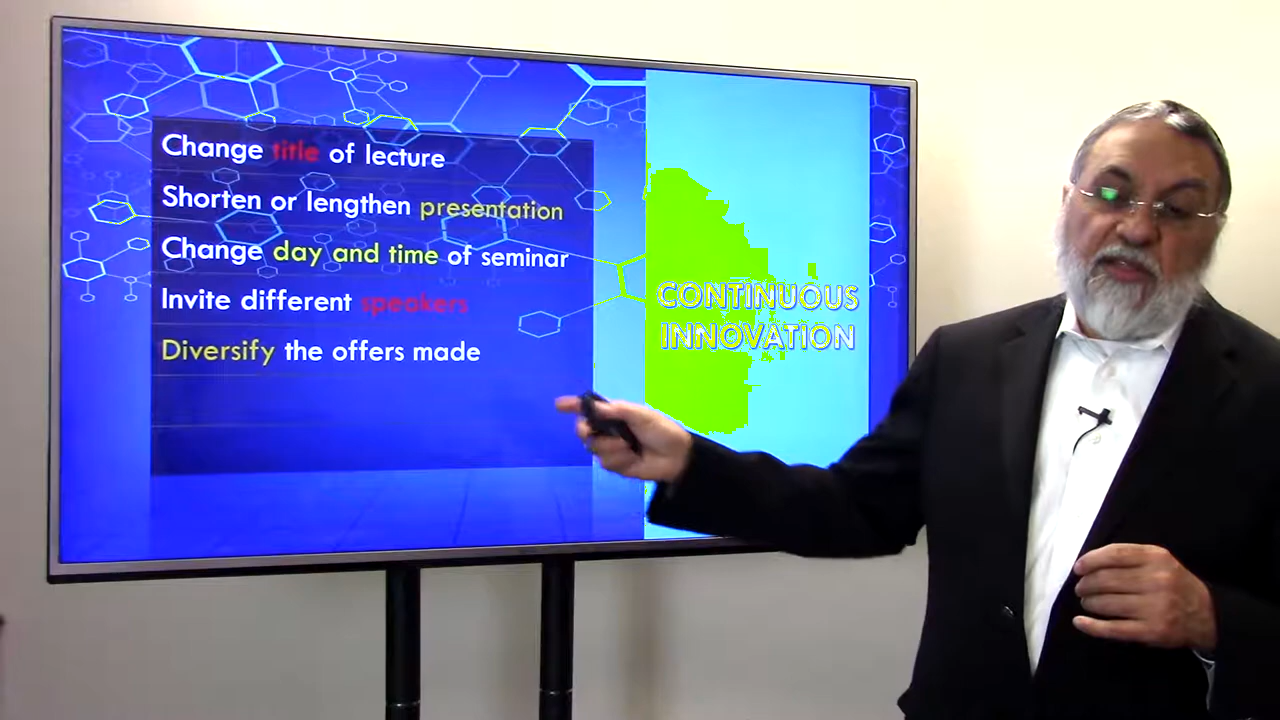 Change title of lecture
Shorten or lengthen presentation
Change day and time of seminar
Invite different speakers
Diversify the offers made
CONTINUOUS
INNOVATION